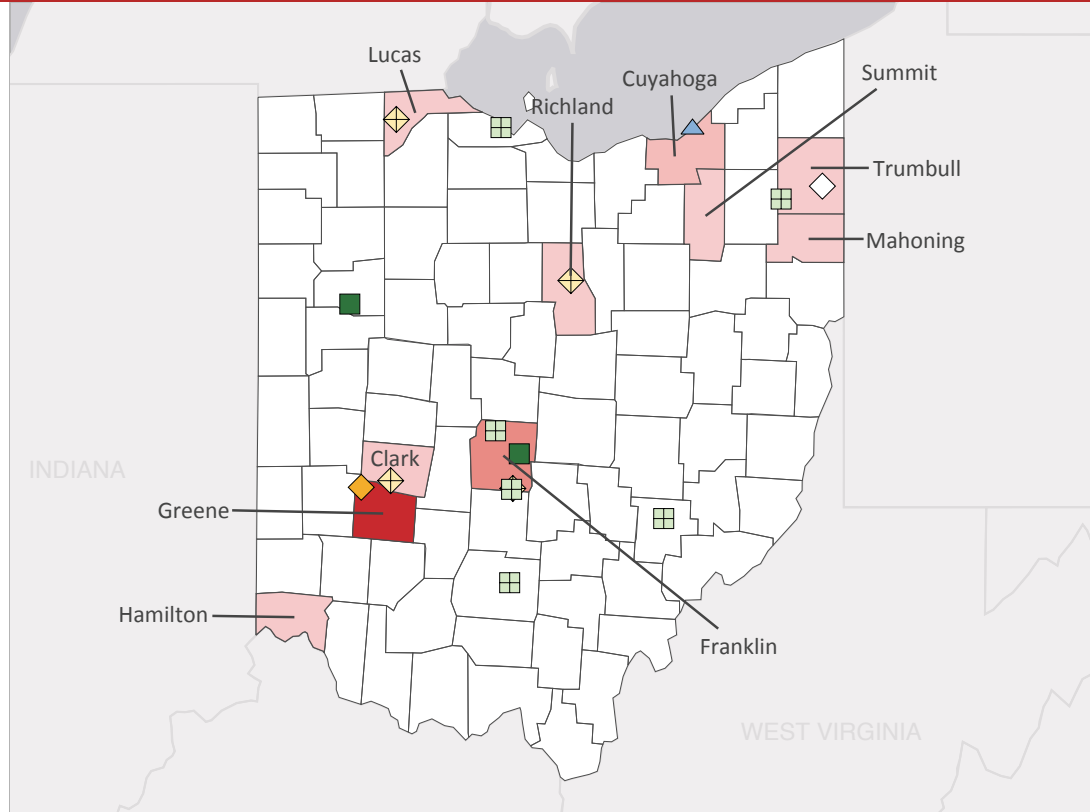 Lucas
Cuyahoga
Summit
Richland
Trumbull
Mahoning
Clark
INDIANA
Greene
Hamilton
Franklin
WEST VIRGINIA